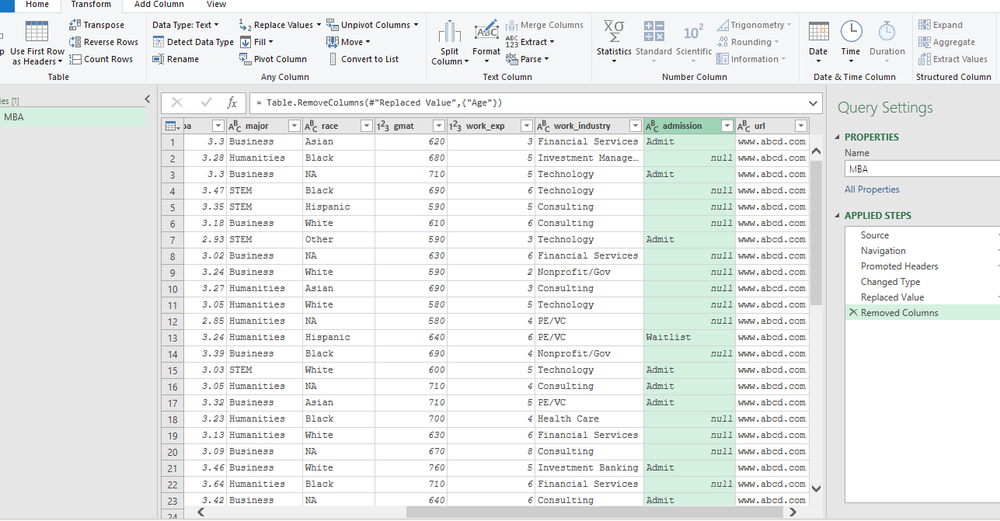 Home Transform Add Column View
Transpose Data Type: Text Replace Values Unpivot Columns Merge Columns Trigonometry Expand
Use First Row as Headers Reverse Rows Detect Data Type Fill Move Split Column Format Extract Statistics Standard Scientific Rounding Date Time Duration Aggregate
Count Rows Rename Pivot Column Convert to List Parse Information Extract Values
Table Any Column Text Column Number Column Date & Time Column Structured Column
ies [1]
MBA
fx = Table.RemoveColumns(#"Replaced Value",{"Age"})
pa major race gmat work_exp work_industry admission url
1 3.3 Business Asian 620 3 Financial Services Admit www.abcd.com
2 3.28 Humanities Black 680 5 Investment Manage… null www.abcd.com
3 3.3 Business NA 710 5 Technology Admit www.abcd.com
4 3.47 STEM Black 690 6 Technology null www.abcd.com
5 3.35 STEM Hispanic 590 5 Consulting null www.abcd.com
6 3.18 Business White 610 6 Consulting null www.abcd.com
7 2.93 STEM Other 590 3 Technology Admit www.abcd.com
8 3.02 Business NA 630 6 Financial Services null www.abcd.com
9 3.24 Business White 590 2 Nonprofit/Gov null www.abcd.com
10 3.27 Humanities Asian 690 3 Consulting null www.abcd.com
11 3.05 Humanities White 580 5 Technology null www.abcd.com
12 2.85 Humanities NA 580 4 PE/VC null www.abcd.com
13 3.24 Humanities Hispanic 640 6 PE/VC Waitlist www.abcd.com
14 3.39 Business Black 690 4 Nonprofit/Gov null www.abcd.com
15 3.03 STEM White 600 5 Technology Admit www.abcd.com
16 3.05 Humanities NA 710 4 Consulting Admit www.abcd.com
17 3.32 Business Asian 710 5 PE/VC Admit www.abcd.com
18 3.23 Humanities Black 700 4 Health Care null www.abcd.com
19 3.13 Humanities White 630 6 Financial Services null www.abcd.com
20 3.09 Business NA 670 8 Consulting null www.abcd.com
21 3.46 Business White 760 5 Investment Banking Admit www.abcd.com
22 3.64 Humanities Black 710 6 Financial Services null www.abcd.com
23 3.42 Business NA 640 6 Consulting Admit www.abcd.com
24
Query Settings
PROPERTIES
Name
MBA
All Properties
APPLIED STEPS
Source
Navigation
Promoted Headers
Changed Type
Replaced Value
Removed Columns